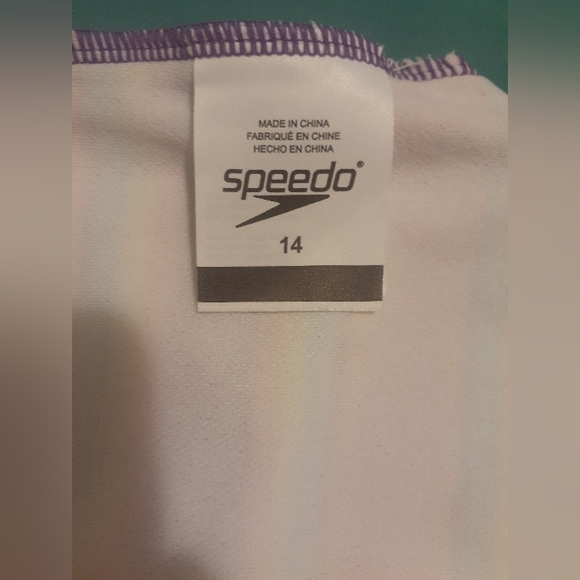 MADE IN CHINA
FABRIQUÉ EN CHINE
HECHO EN CHINA
speedo®
14